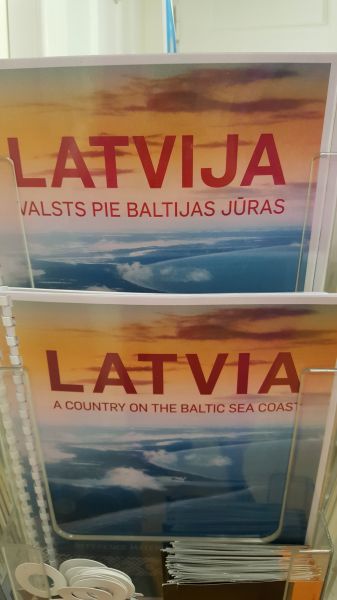 LATVIJA
VALSTS PIE BALTIJAS JŪRAS
LATVIA
A COUNTRY ON THE BALTIC SEA COAST